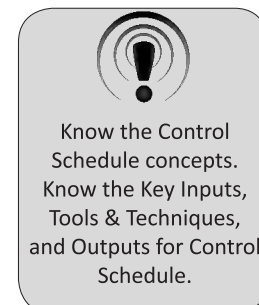 Know the Control
Schedule concepts.
Know the Key Inputs,
Tools & Techniques,
and Outputs for Control
Schedule.